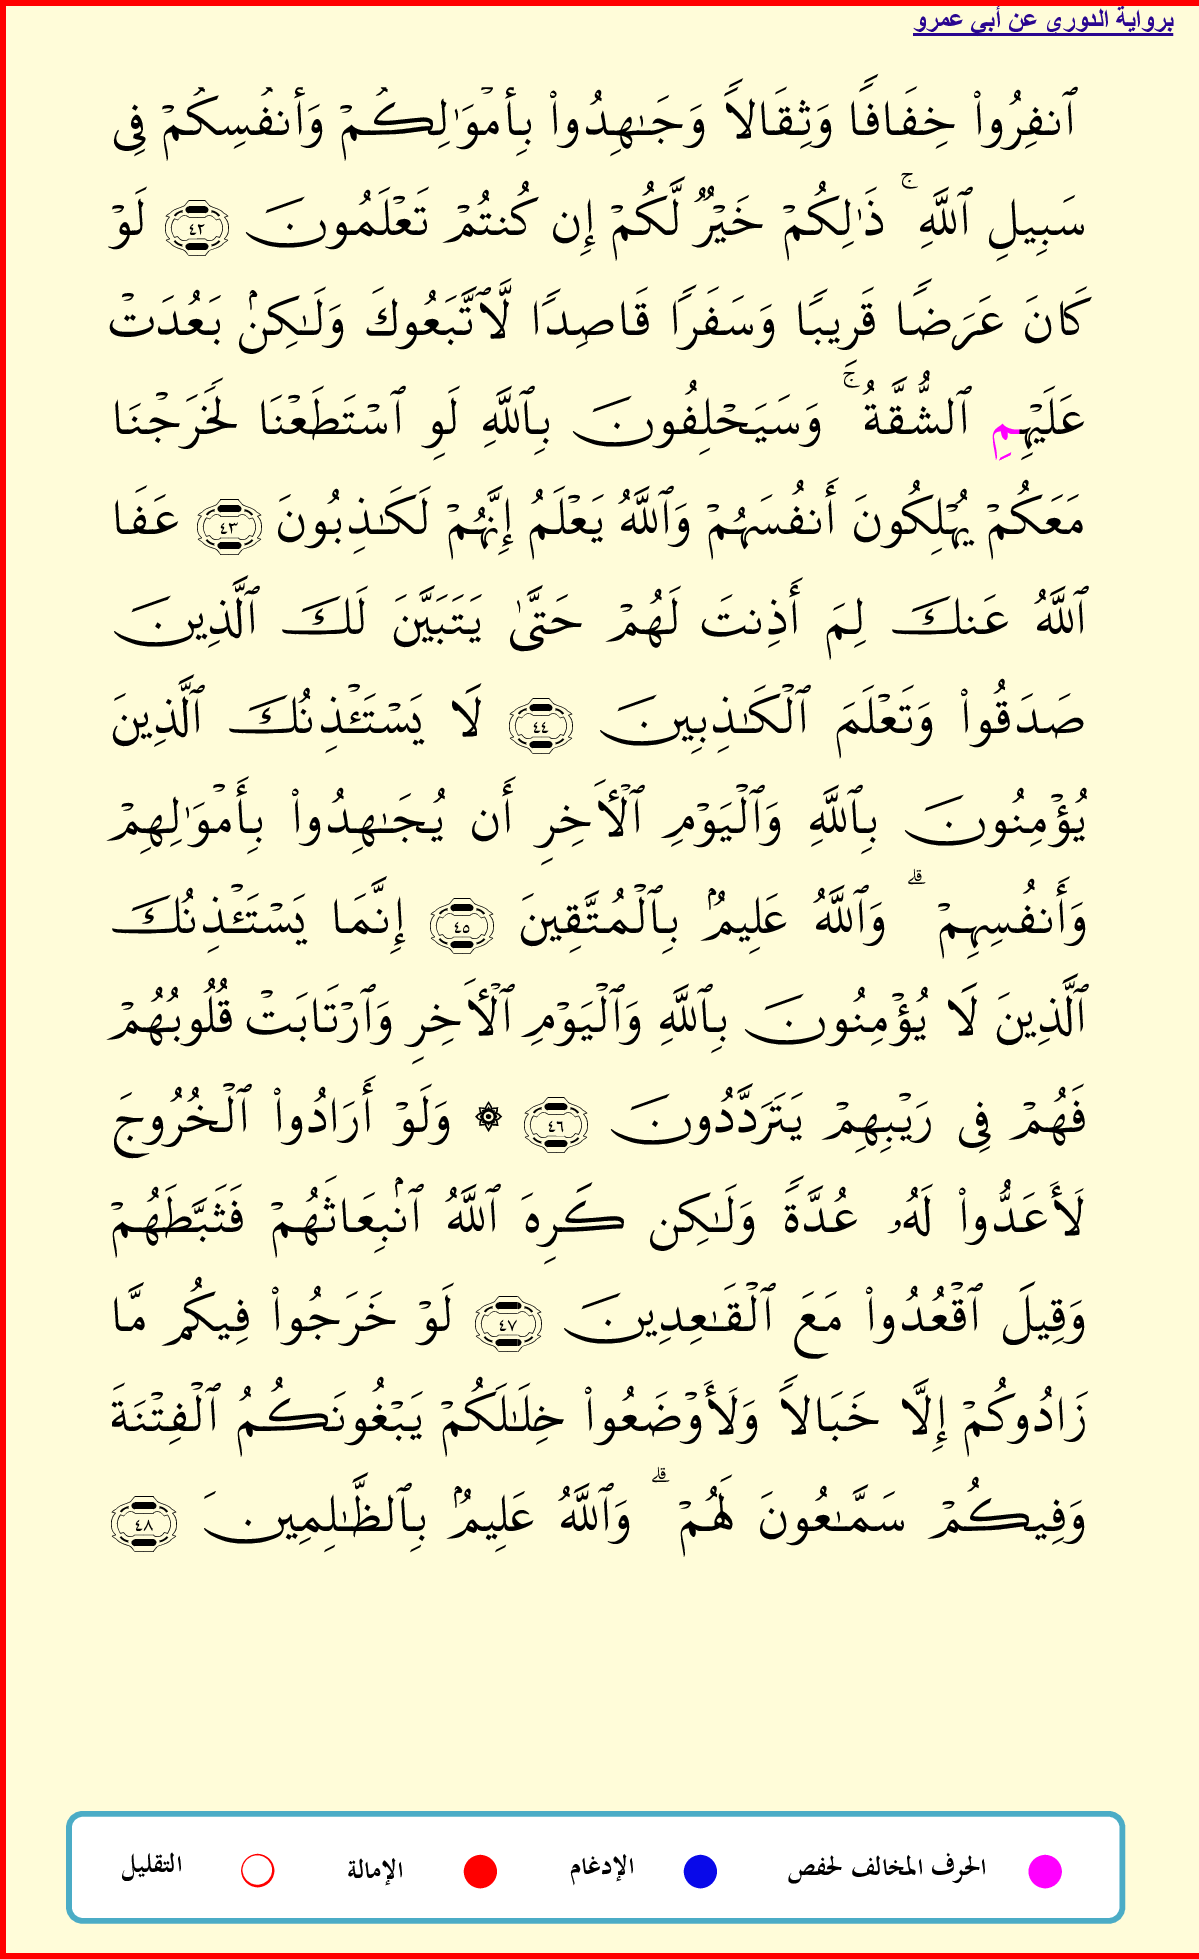 برواية الدوري عن أبي عمرو
ٱنفِرُواْ خِفَافًا وَثِقَالًا وَجَـٰهِدُواْ بِأَمۡوَٰلِكُمۡ وَأَنفُسِكُمۡ فِى
سَبِيلِ ٱللَّهِ ۚ ذَٰلِكُمۡ خَيۡرٌ لَّكُمۡ إِن كُنتُمۡ تَعۡلَمُونَ ٤٢ لَوۡ
كَانَ عَرَضًا قَرِيبًا وَسَفَرًا قَاصِدًا لَّٱتَّبَعُوكَ وَلَـٰكِنۢ بَعُدَتۡ
عَلَيۡهِمِ ٱلشُّقَّةُ ۚ وَسَيَحۡلِفُونَ بِٱللَّهِ لَوِ ٱسۡتَطَعۡنَا لَخَرَجۡنَا
مَعَكُمۡ يُهۡلِكُونَ أَنفُسَهُمۡ وَٱللَّهُ يَعۡلَمُ إِنَّهُمۡ لَكَـٰذِبُونَ ٤٣ عَفَا
ٱللَّهُ عَنكَ لِمَ أَذِنتَ لَهُمۡ حَتَّىٰ يَتَبَيَّنَ لَكَ ٱلَّذِينَ
صَدَقُواْ وَتَعۡلَمَ ٱلۡكَـٰذِبِينَ ٤٤ لَا يَسۡتَـٔۡذِنُكَ ٱلَّذِينَ
يُؤۡمِنُونَ بِٱللَّهِ وَٱلۡيَوۡمِ ٱلۡأَخِرِ أَن يُجَـٰهِدُواْ بِأَمۡوَٰلِهِمۡ
وَأَنفُسِهِمۡ ۗ وَٱللَّهُ عَلِيمُۢ بِٱلۡمُتَّقِينَ ٤٥ إِنَّمَا يَسۡتَـٔۡذِنُكَ
ٱلَّذِينَ لَا يُؤۡمِنُونَ بِٱللَّهِ وَٱلۡيَوۡمِ ٱلۡأَخِرِ وَٱرۡتَابَتۡ قُلُوبُهُمۡ
فَهُمۡ فِى رَيۡبِهِمۡ يَتَرَدَّدُونَ ٤٦ ۞ وَلَوۡ أَرَادُواْ ٱلۡخُرُوجَ
لَأَعَدُّواْ لَهُۥ عُدَّةً وَلَـٰكِن كَرِهَ ٱللَّهُ ٱنۢبِعَاثَهُمۡ فَثَبَّطَهُمۡ
وَقِيلَ ٱقۡعُدُواْ مَعَ ٱلۡقَـٰعِدِينَ ٤٧ لَوۡ خَرَجُواْ فِيكُم مَّا
زَادُوكُمۡ إِلَّا خَبَالًا وَلَأَوۡضَعُواْ خِلَـٰلَكُمۡ يَبۡغُونَكُمُ ٱلۡفِتۡنَةَ
وَفِيكُمۡ سَمَّـٰعُونَ لَهُمۡ ۗ وَٱللَّهُ عَلِيمُۢ بِٱلظَّـٰلِمِينَ ٤٨
الحرف المخالف لحفص الإدغام الإمالة التقليل